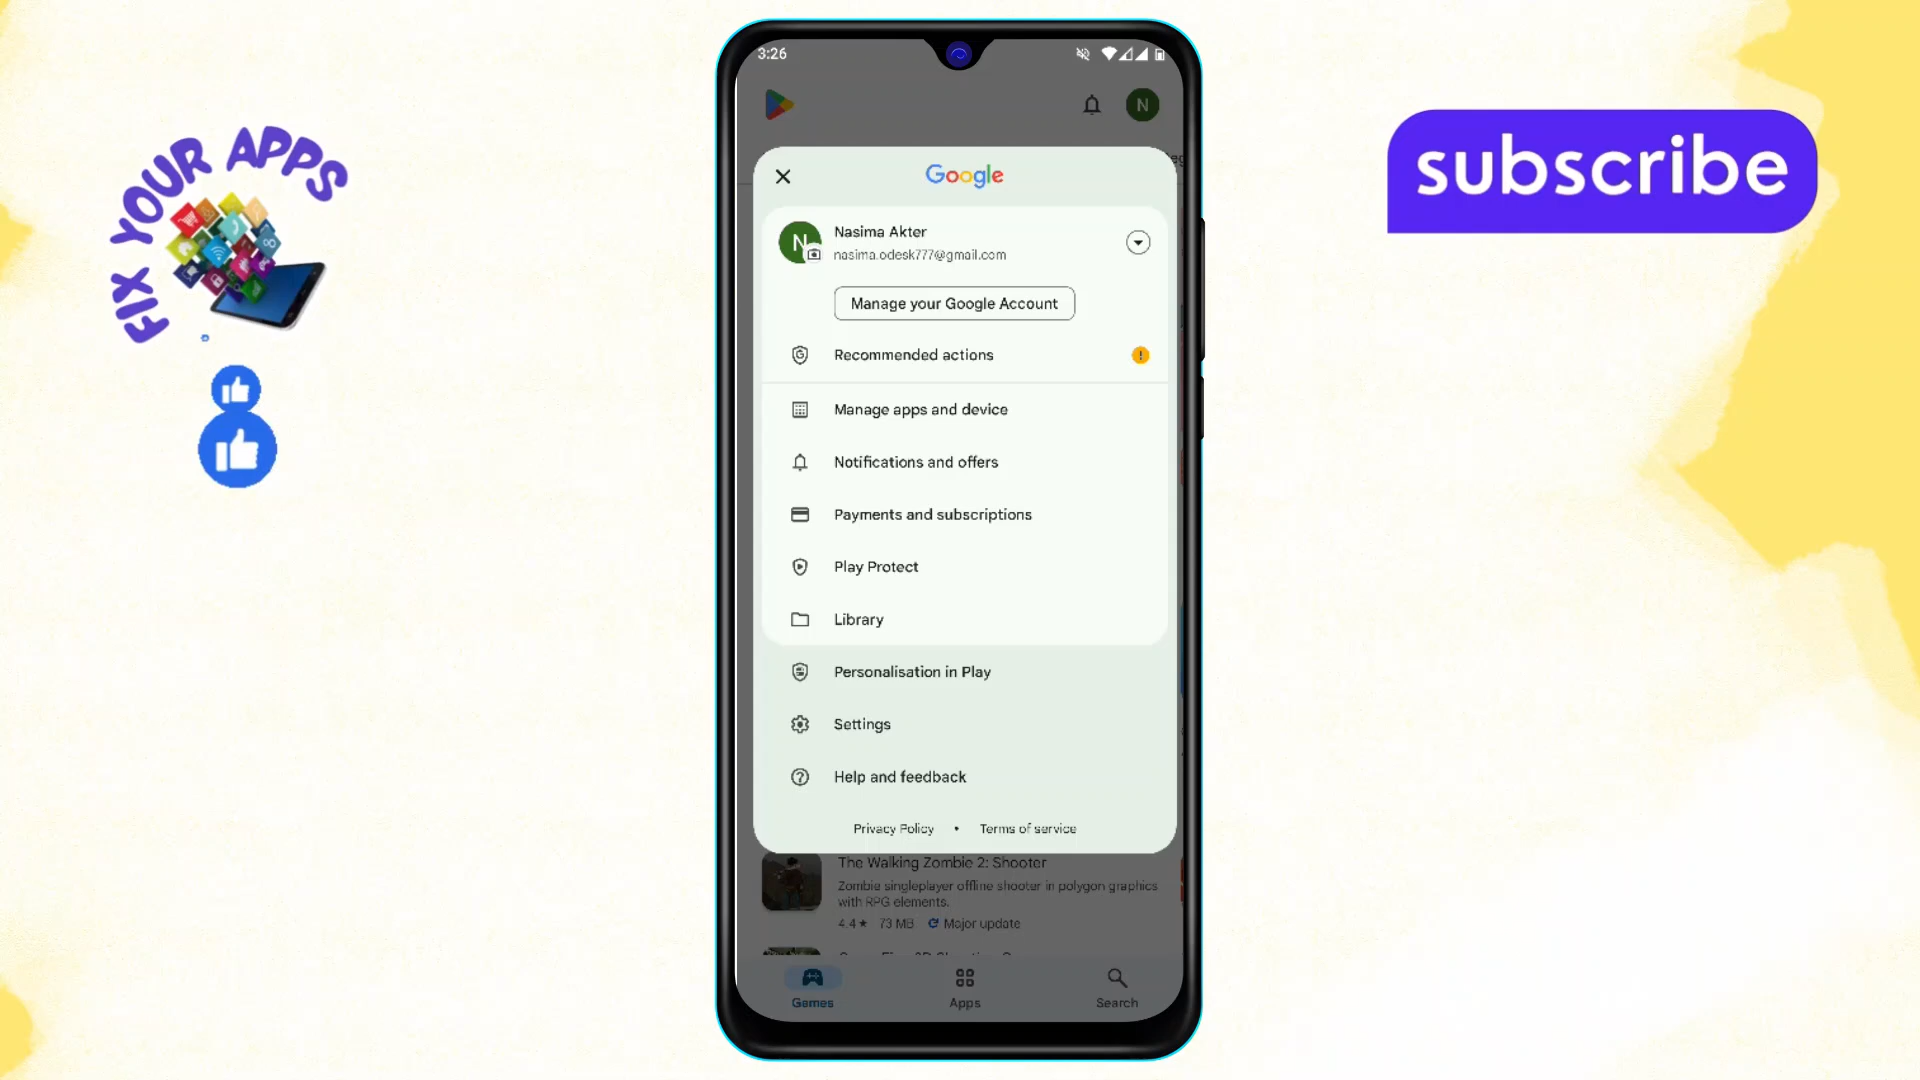 FIX YOUR APPS
subscribe
3:26
N
Google
N
Nasima Akter
nasima.odesk777@gmail.com
Manage your Google Account
Recommended actions
Manage apps and device
Notifications and offers
Payments and subscriptions
Play Protect
Library
Personalisation in Play
Settings
Help and feedback
Privacy Policy • Terms of service
The Walking Zombie 2: Shooter
Zombie singleplayer offline shooter in polygon graphics
with RPG elements.
4.4★ 73 MB Major update
Games
Apps
Search